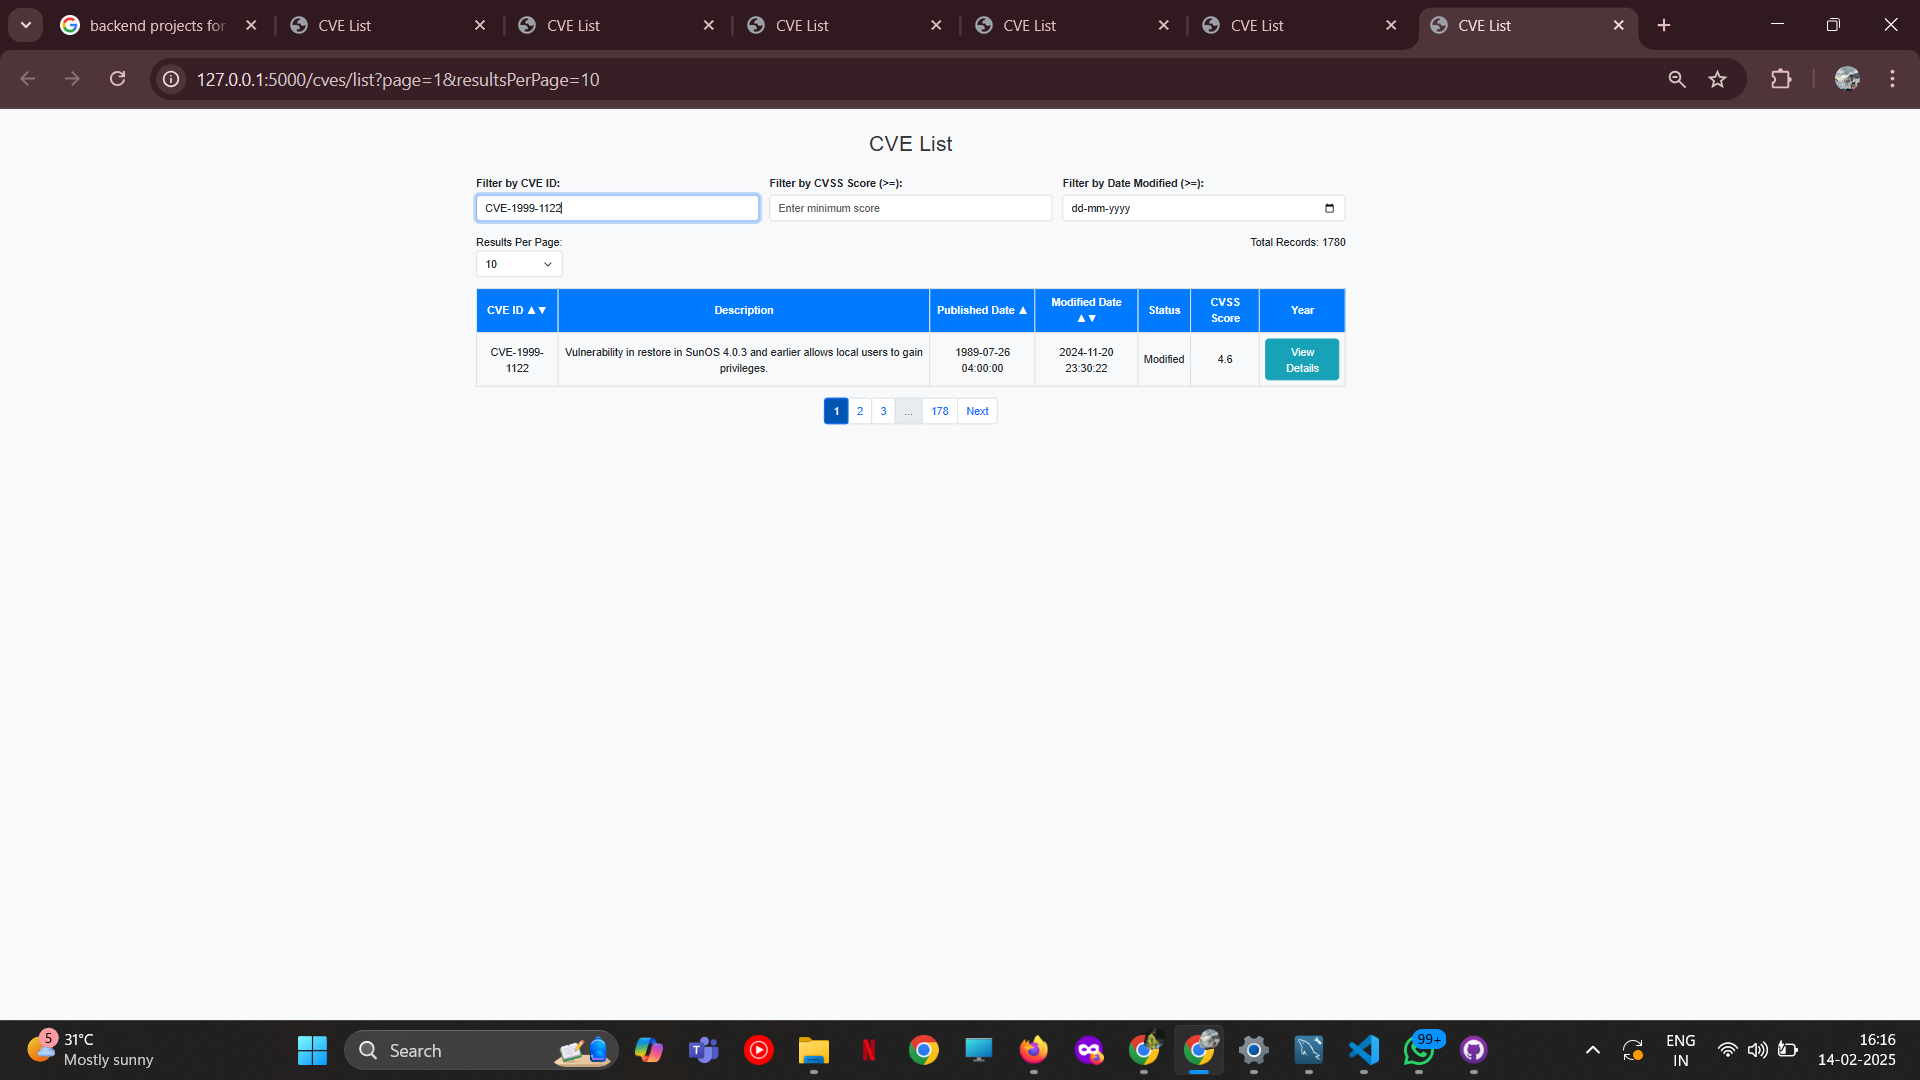 backend projects for
CVE List
CVE List
CVE List
CVE List
CVE List
CVE List
127.0.0.1:5000/cves/list?page=1&resultsPerPage=10
CVE List
Filter by CVE ID:
Filter by CVSS Score (>=):
Filter by Date Modified (>=):
CVE-1999-1122
Enter minimum score
dd-mm-yyyy
Results Per Page:
Total Records: 1780
10
CVE ID ▲▼
Description
Published Date ▲
Modified Date
▲▼
Status
CVSS
Score
Year
CVE-1999-
1122
Vulnerability in restore in SunOS 4.0.3 and earlier allows local users to gain
privileges.
1989-07-26
04:00:00
2024-11-20
23:30:22
Modified
4.6
View
Details
1 2 3 ... 178 Next
5
31°C
Mostly sunny
Search
99+
ENG
IN
16:16
14-02-2025